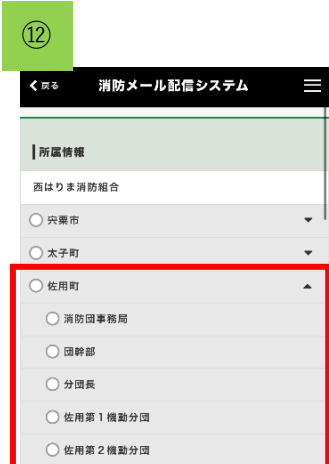 ⑫
戻る 消防メール配信システム
所属情報
西はりま消防組合
宍粟市
太子町
佐用町
消防団事務局
団幹部
分団長
佐用第１機動分団
佐用第２機動分団